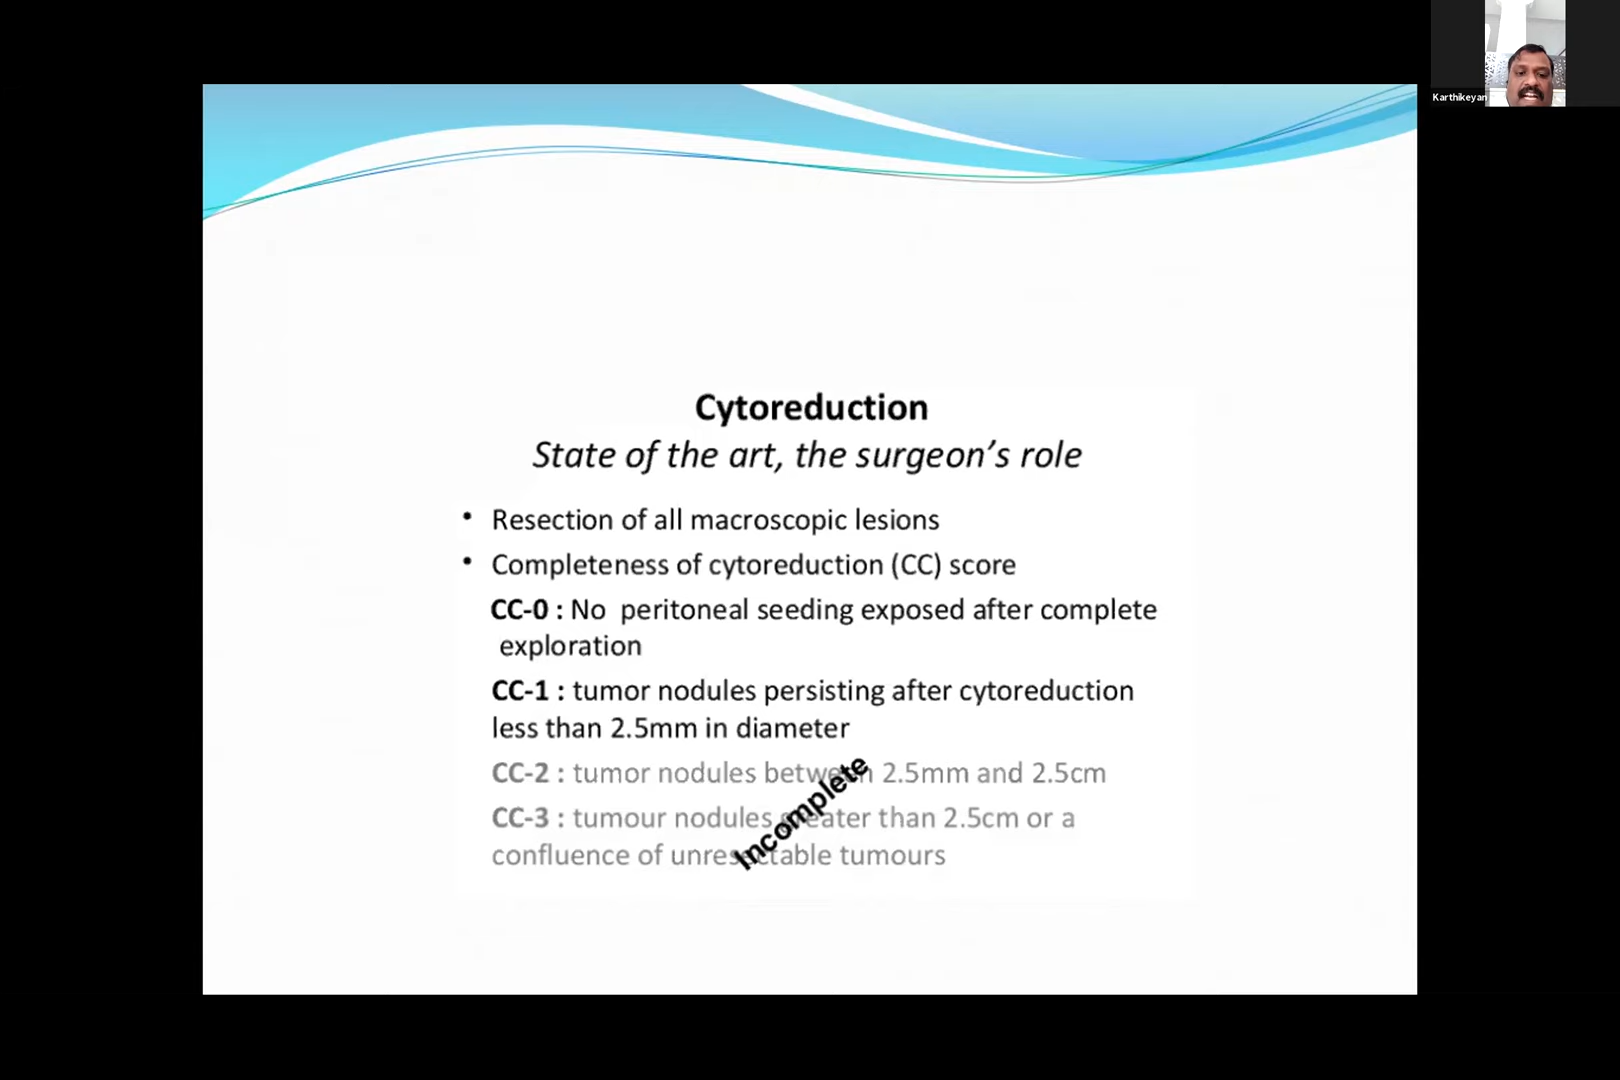 Karthikeyan
Cytoreduction
State of the art, the surgeon's role
• Resection of all macroscopic lesions
• Completeness of cytoreduction (CC) score
CC-0 : No peritoneal seeding exposed after complete
exploration
CC-1 : tumor nodules persisting after cytoreduction
less than 2.5mm in diameter
CC-2 : tumor nodules between 2.5mm and 2.5cm
CC-3 : tumour nodules greater than 2.5cm or a
confluence of unresectable tumours
Incomplete